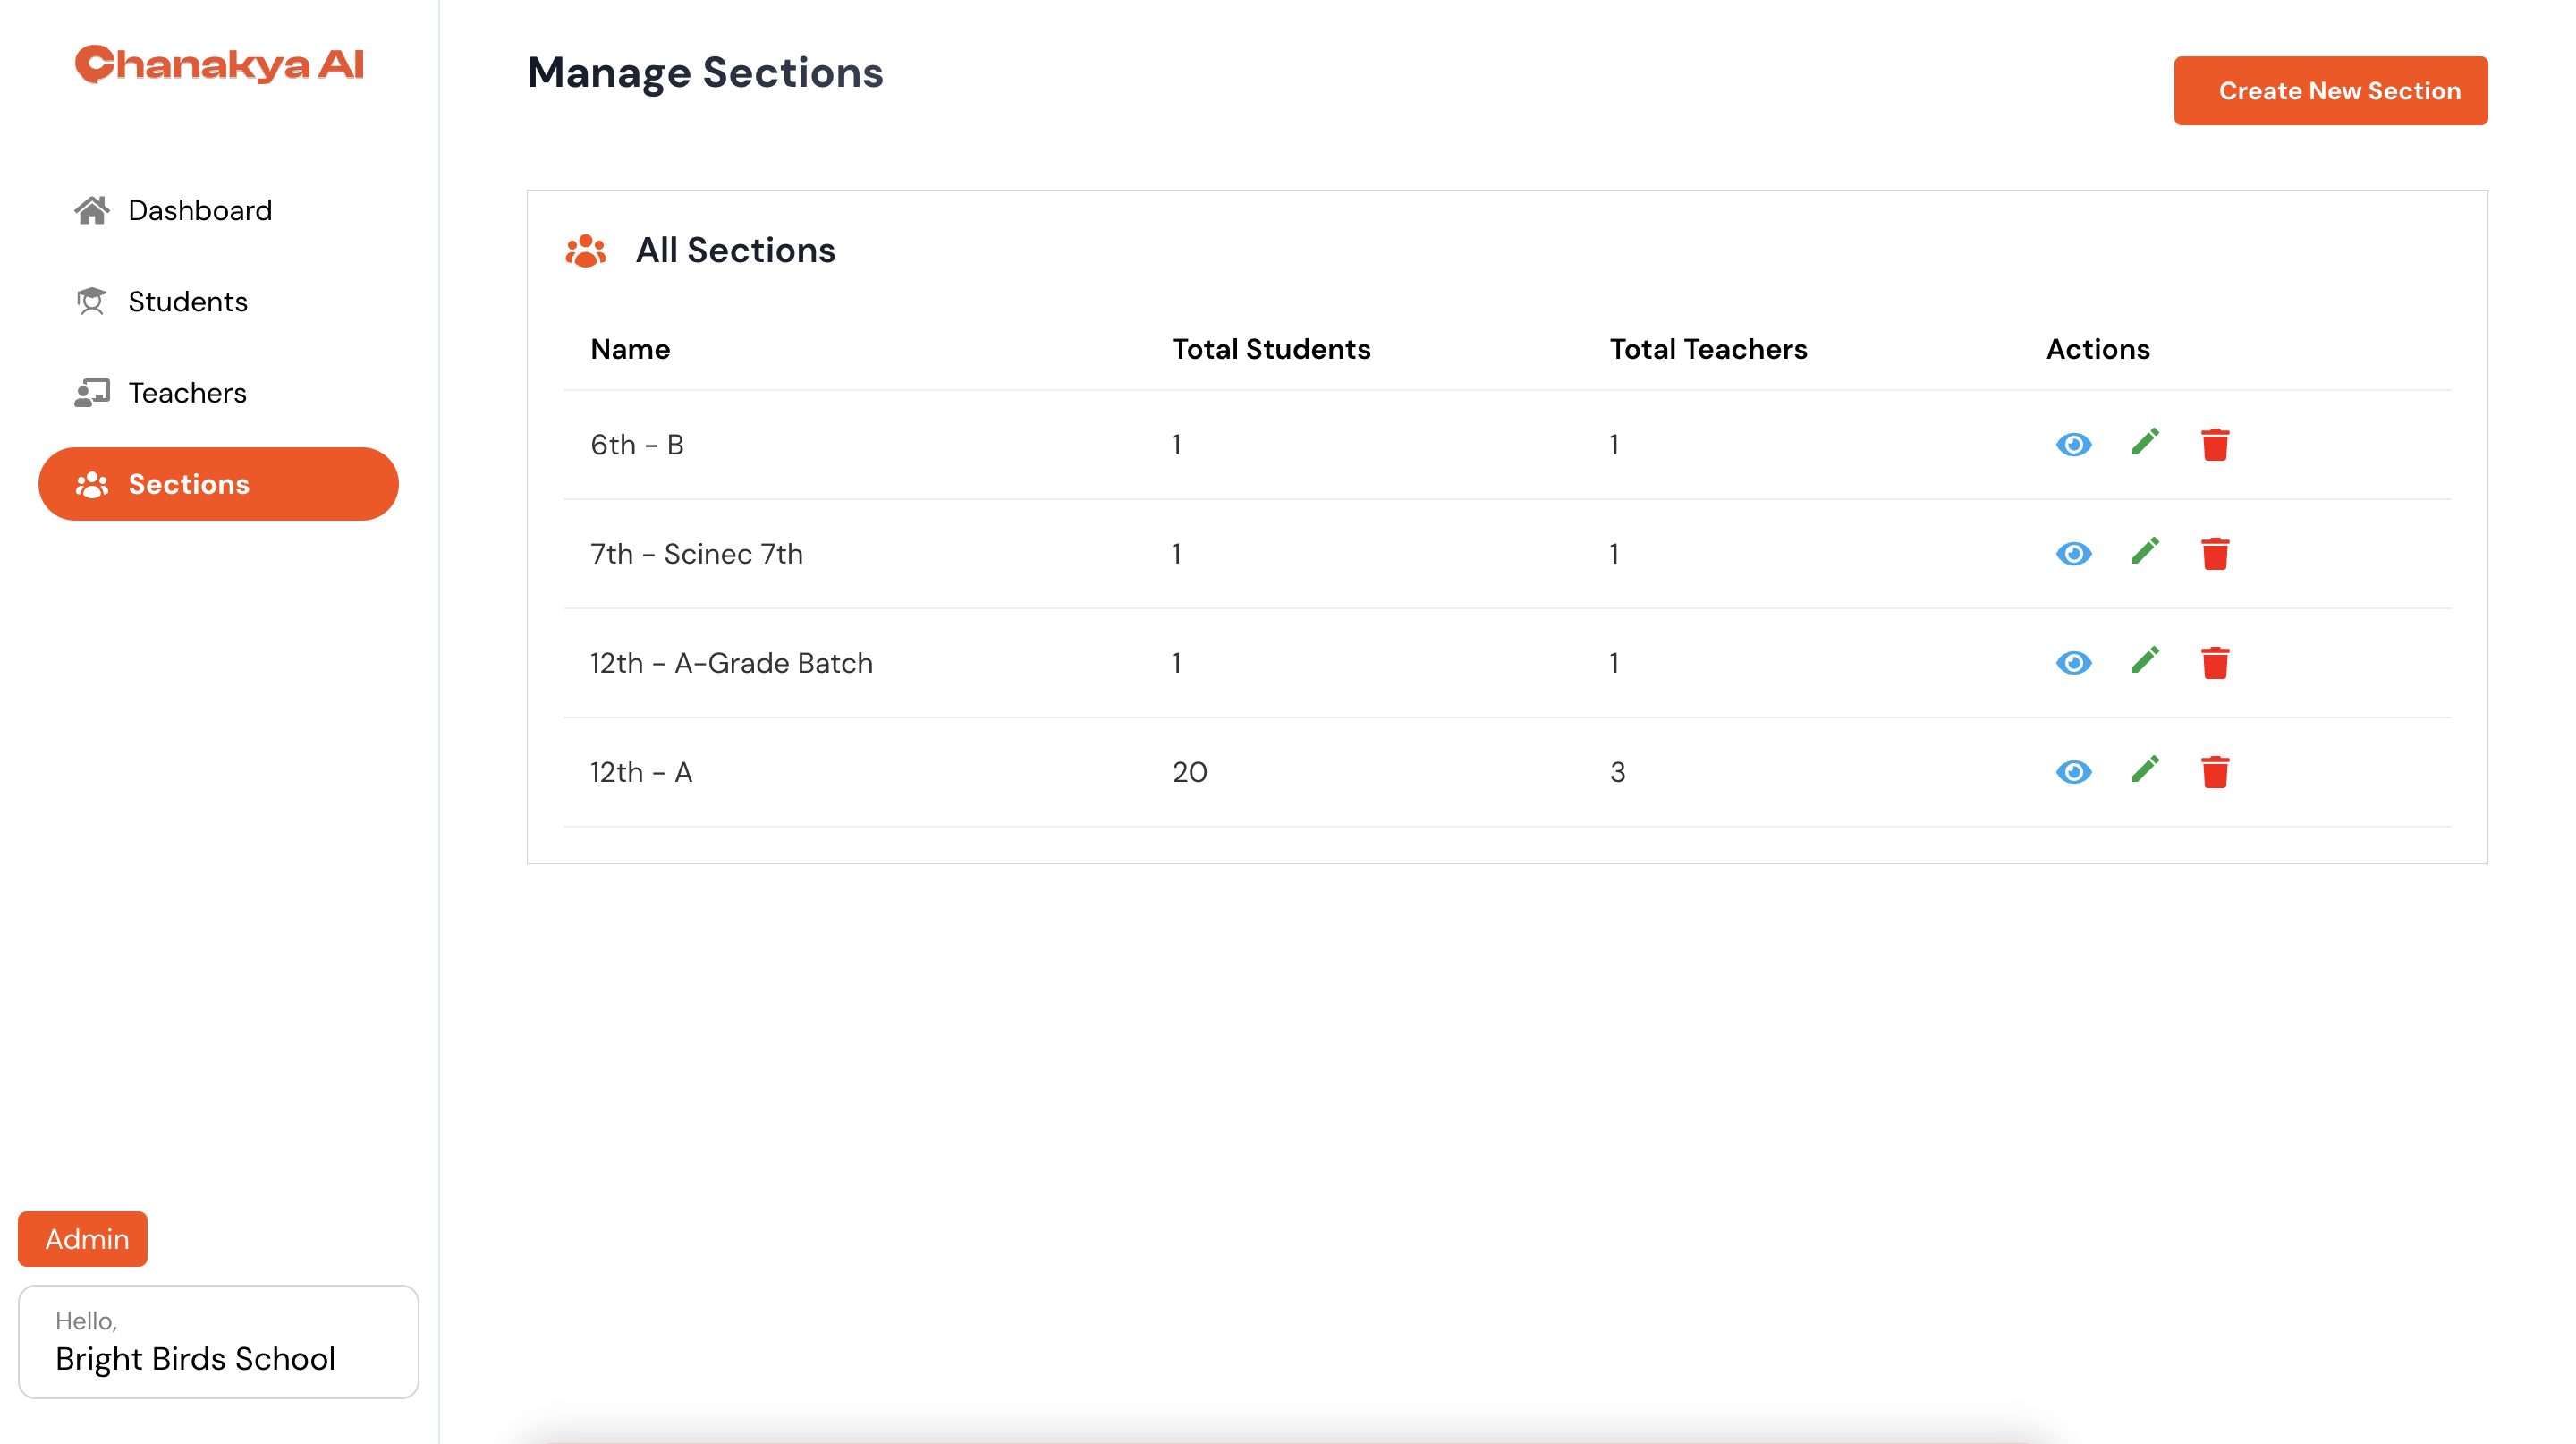 Chanakya AI
Dashboard
Students
Teachers
Sections
Admin
Hello,
Bright Birds School
Manage Sections
Create New Section
All Sections
Name Total Students Total Teachers Actions
6th - B 1 1
7th - Scinec 7th 1 1
12th - A-Grade Batch 1 1
12th - A 20 3